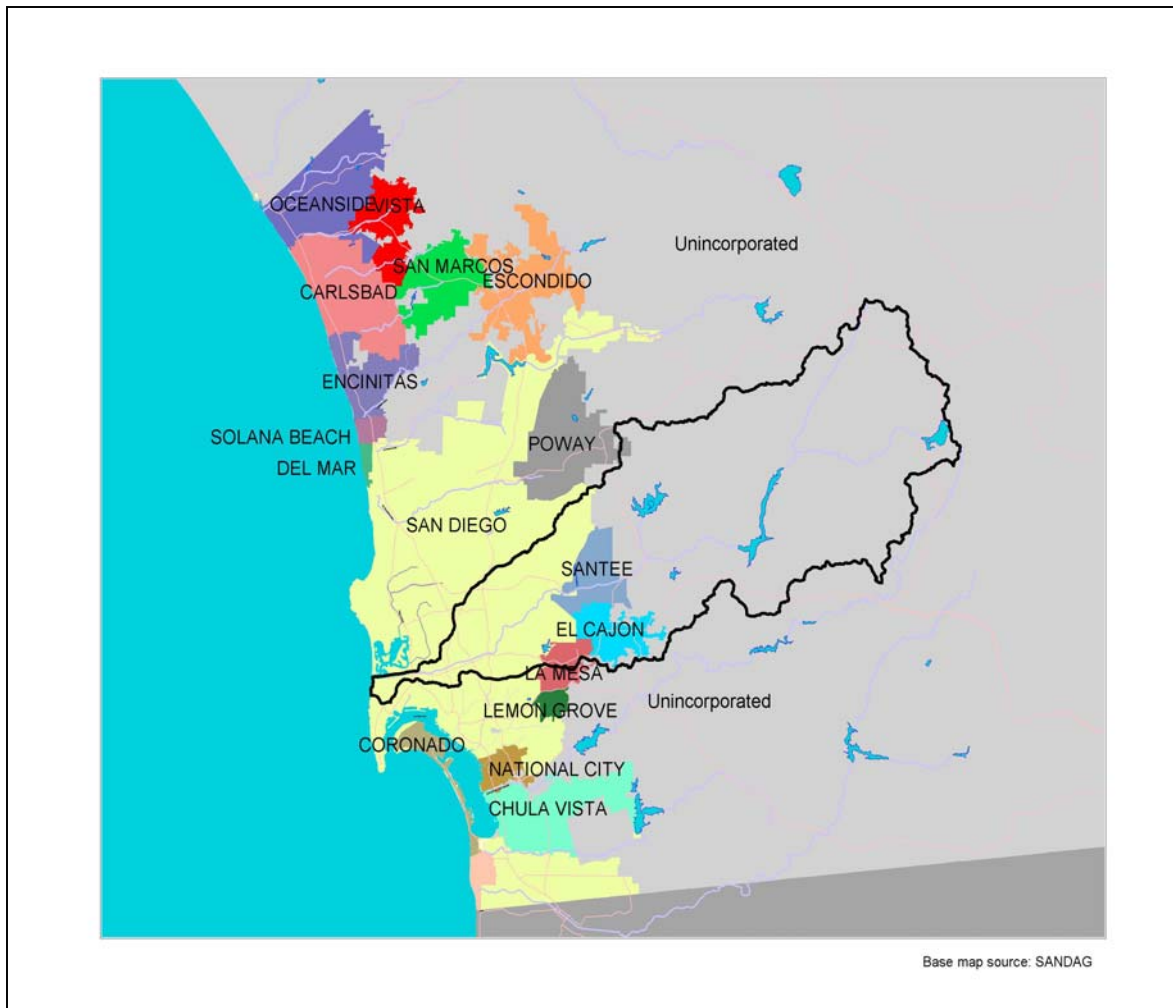 OCEANSIDE
VISTA
Unincorporated
SAN MARCOS
ESCONDIDO
CARLSBAD
ENCINITAS
SOLANA BEACH
POWAY
DEL MAR
SAN DIEGO
SANTEE
EL CAJON
LA MESA
Unincorporated
LEMON GROVE
CORONADO
NATIONAL CITY
CHULA VISTA
Base map source: SANDAG